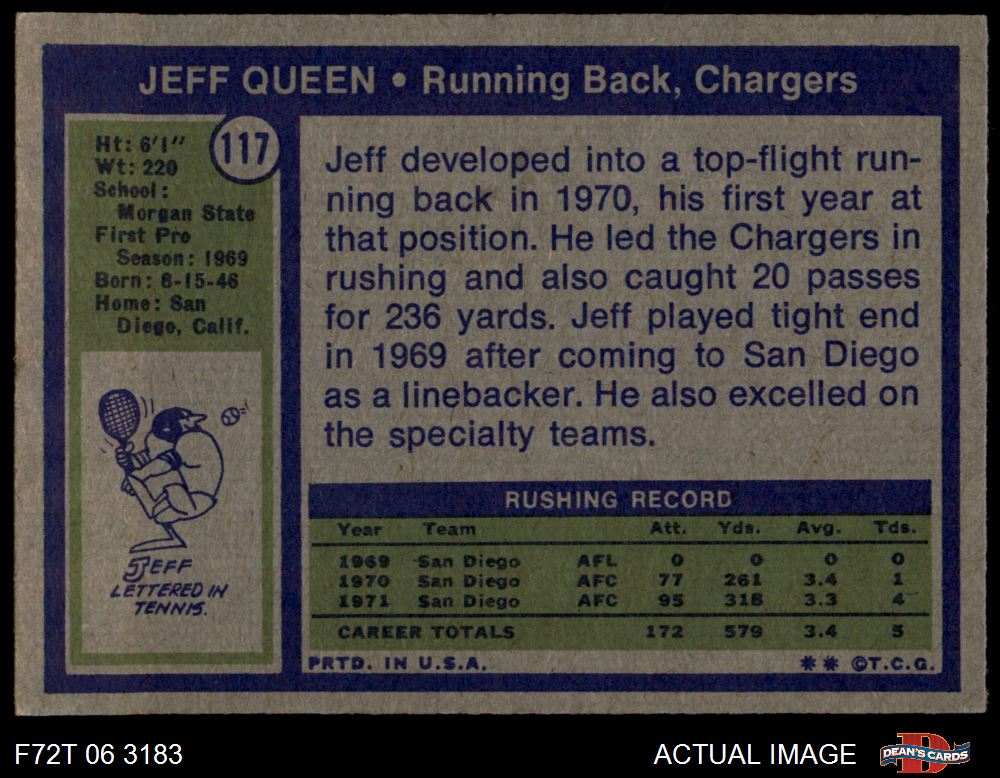 JEFF QUEEN • Running Back, Chargers
117
Ht: 6'1"
Wt: 220
School:
Morgan State
First Pro
Season: 1969
Born: 8-15-46
Home: San
Diego, Calif.
JEFF
LETTERED IN
TENNIS.
Jeff developed into a top-flight run-
ning back in 1970, his first year at
that position. He led the Chargers in
rushing and also caught 20 passes
for 236 yards. Jeff played tight end
in 1969 after coming to San Diego
as a linebacker. He also excelled on
the specialty teams.
RUSHING RECORD
Year Team Att. Yds. Avg. Tds.
1969 San Diego AFL 0 0 0 0
1970 San Diego AFC 77 261 3.4 1
1971 San Diego AFC 95 318 3.3 4
CAREER TOTALS 172 579 3.4 5
PRTD. IN U.S.A. ** ©T.C.G.
F72T 06 3183 ACTUAL IMAGE DEAN'S CARDS